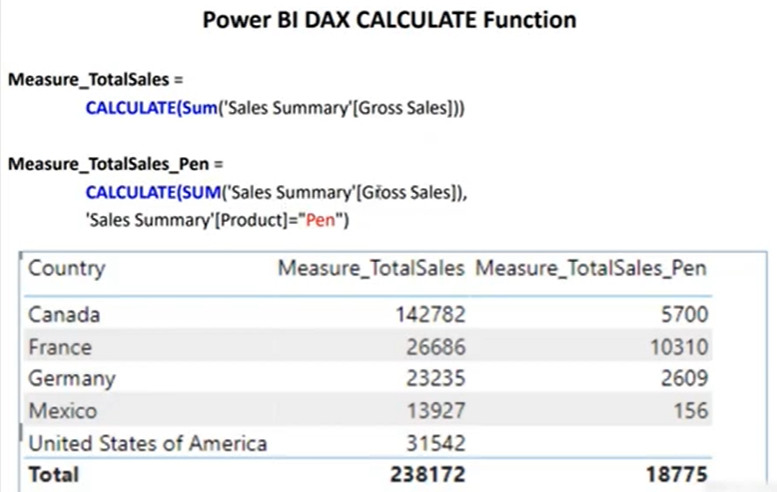 Power BI DAX CALCULATE Function
Measure_TotalSales =
CALCULATE(Sum('Sales Summary'[Gross Sales]))
Measure_TotalSales_Pen =
CALCULATE(SUM('Sales Summary'[Gross Sales]),
'Sales Summary'[Product]="Pen")
Country Measure_TotalSales Measure_TotalSales_Pen
Canada 142782 5700
France 26686 10310
Germany 23235 2609
Mexico 13927 156
United States of America 31542
Total 238172 18775